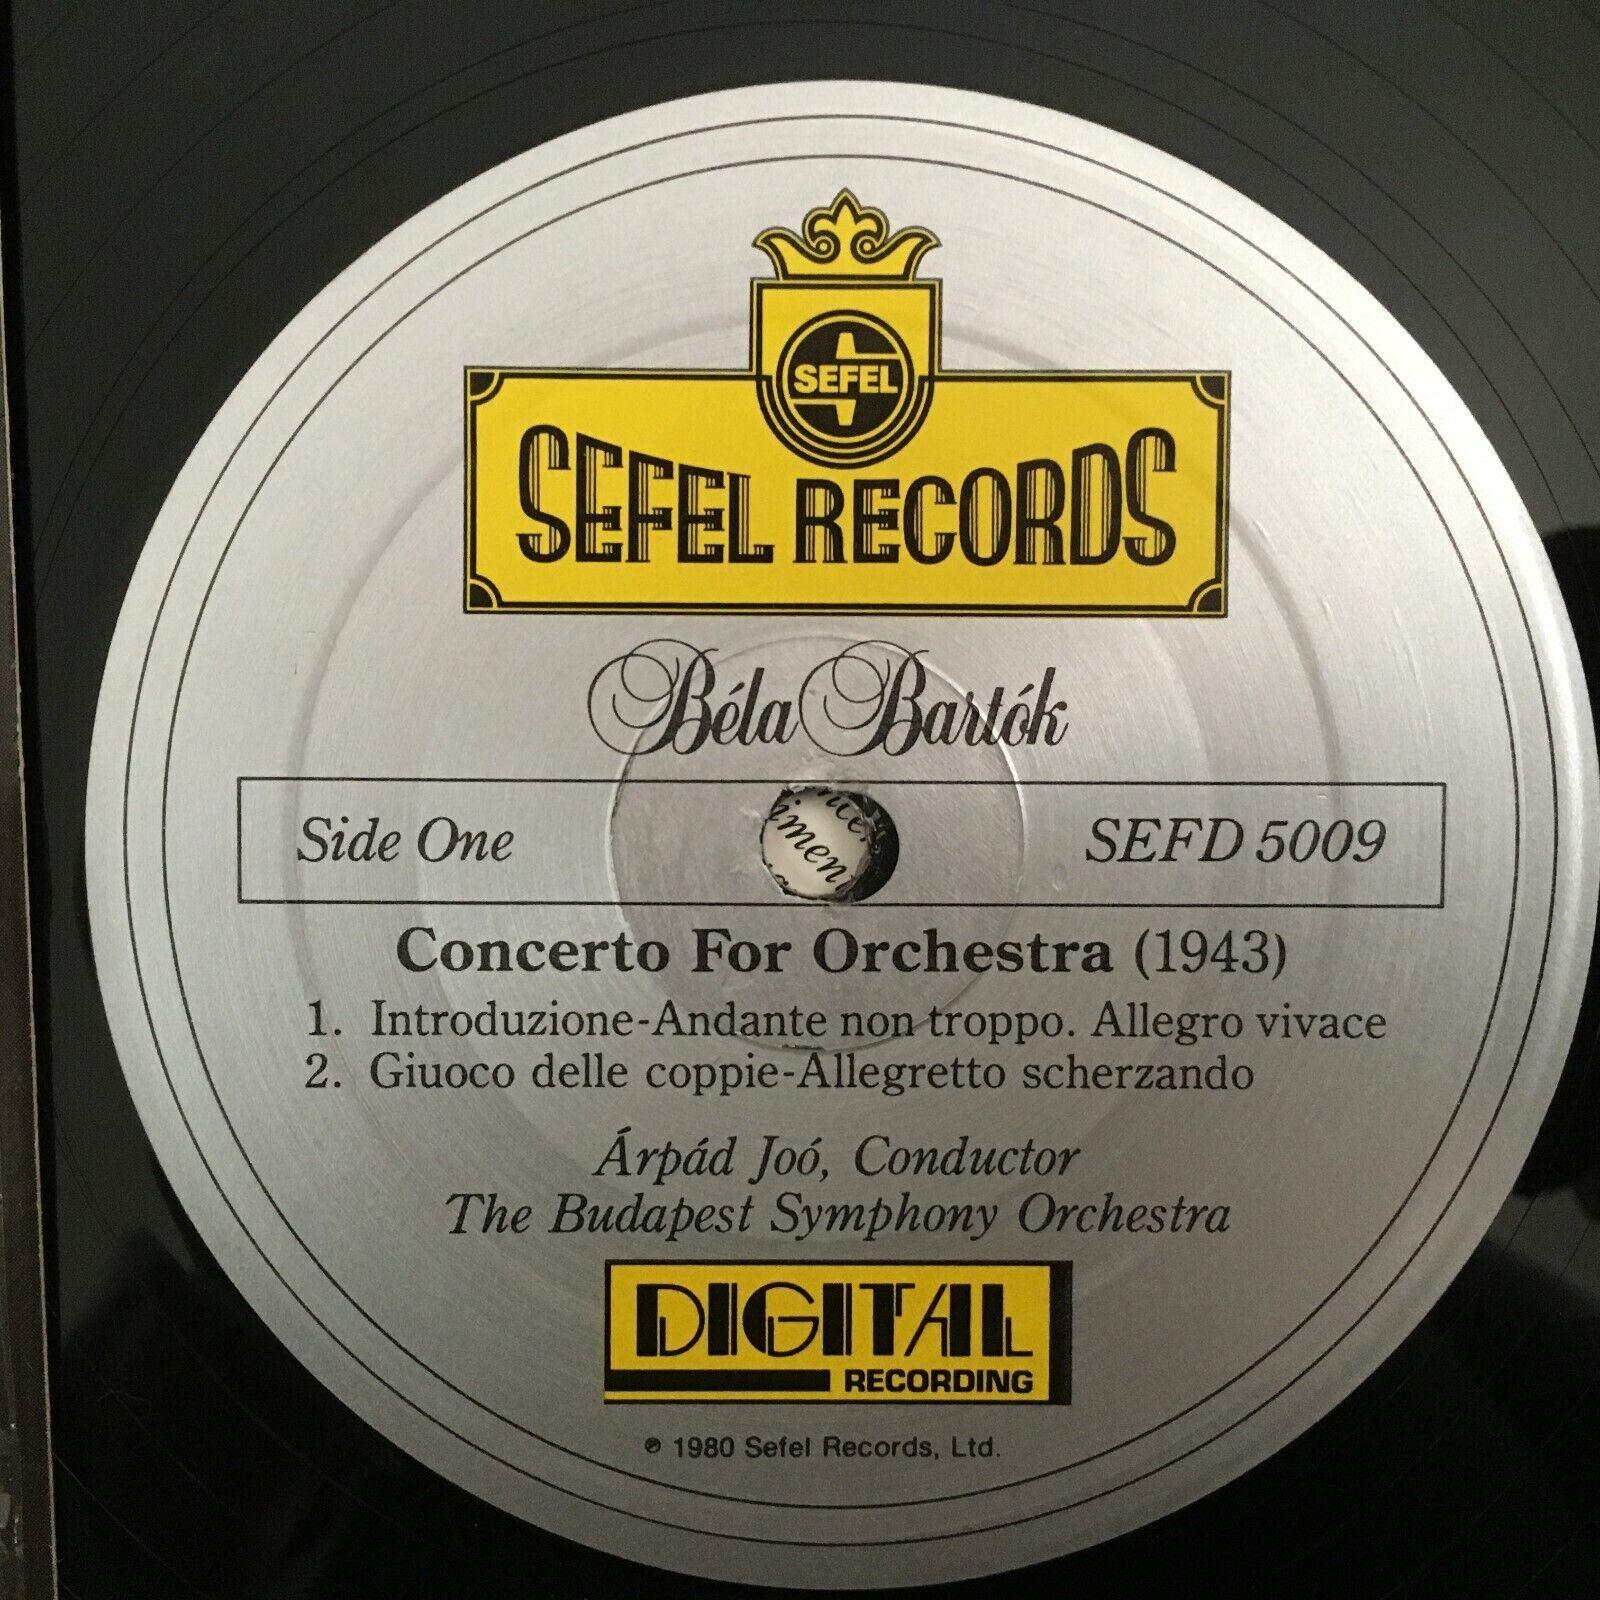 SEFEL
SEFEL RECORDS
Béla Bartók
Side One
SEFD 5009
Concerto For Orchestra (1943)
1. Introduzione-Andante non troppo. Allegro vivace
2. Giuoco delle coppie-Allegretto scherzando
Árpád Joó, Conductor
The Budapest Symphony Orchestra
DIGITAL
RECORDING
℗ 1980 Sefel Records, Ltd.